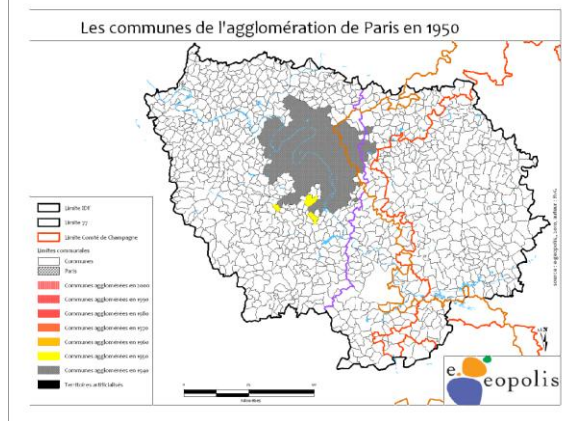 Les communes de l'agglomération de Paris en 1950
Limite IDF
Limite 77
Limite Comté de Champagne
Limites communales
Communes
Paris
Communes agglomérées en 2000
Communes agglomérées en 1990
Communes agglomérées en 1980
Communes agglomérées en 1970
Communes agglomérées en 1960
Communes agglomérées en 1950
Communes agglomérées en 1940
Territoires artificialisés
kilomètres
e.
eopolis